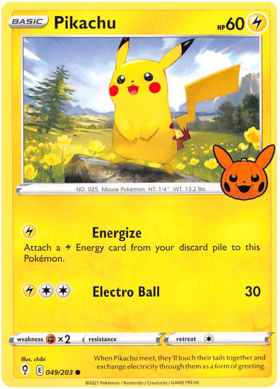 BASIC Pikachu HP60
NO. 025 Mouse Pokémon HT: 1'4" WT: 13.2 lbs.
Energize
Attach a Energy card from your discard pile to this
Pokémon.
Electro Ball 30
weakness ×2 resistance retreat
Illus. chibi
E
049/203
When Pikachu meet, they'll touch their tails together and
exchange electricity through them as a form of greeting.
©2021 Pokémon / Nintendo / Creatures / GAME FREAK